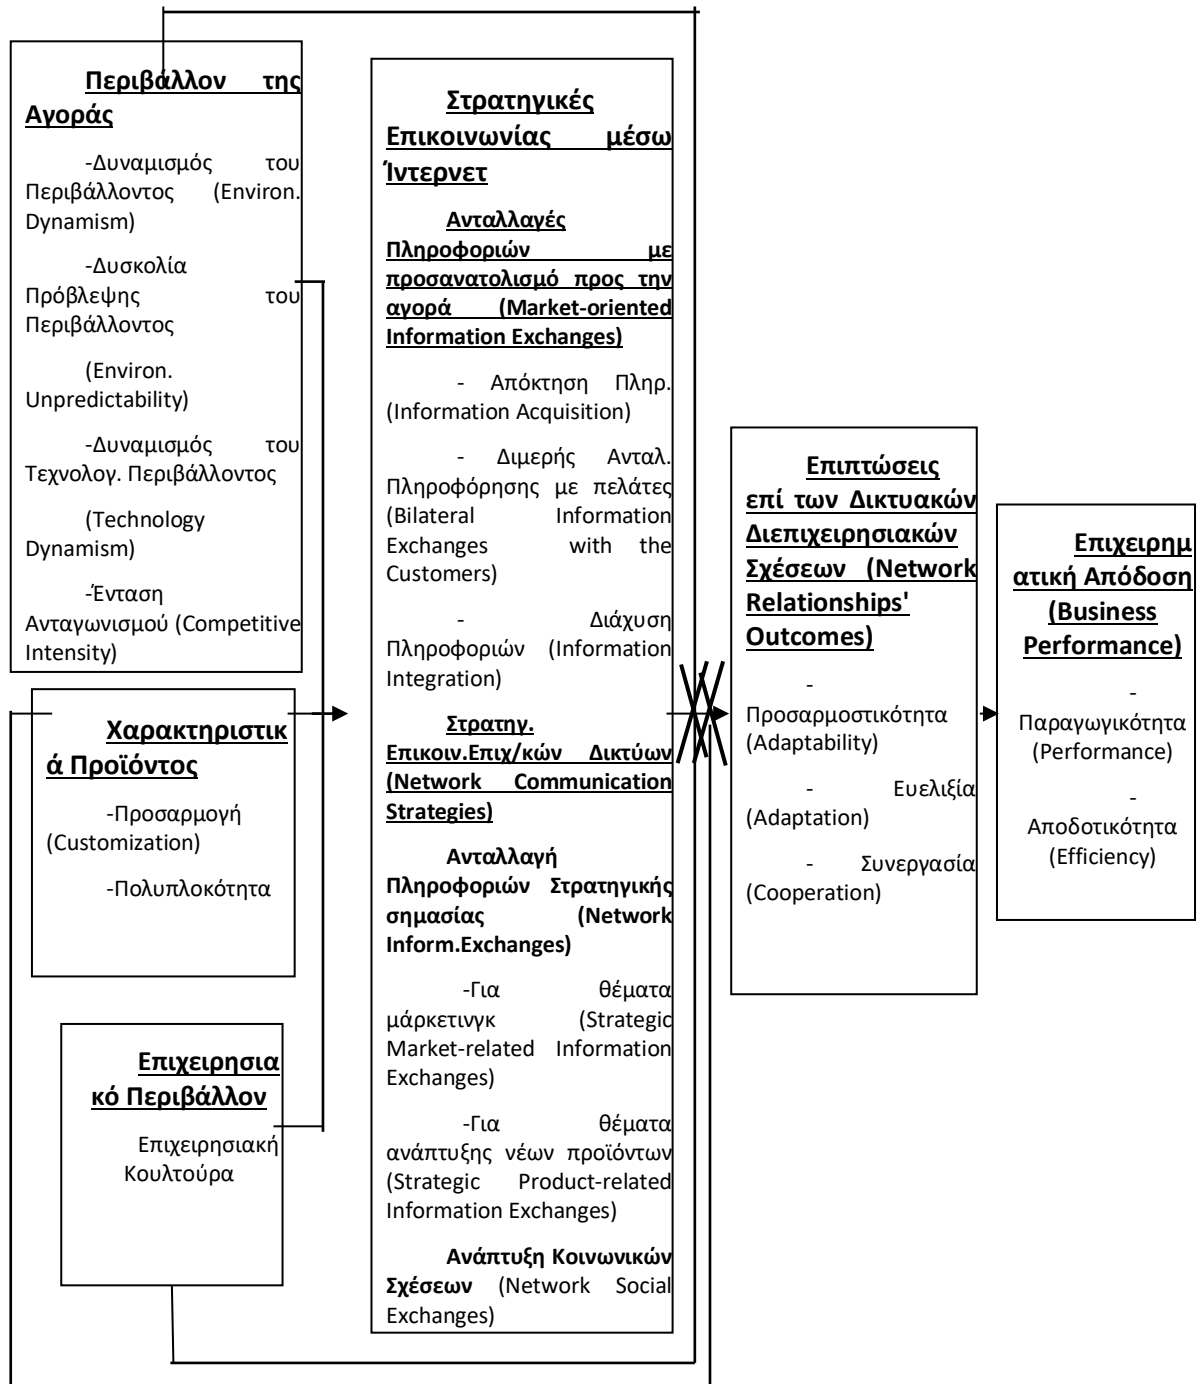 Περιβάλλον της
Αγοράς
-Δυναμισμός του
Περιβάλλοντος (Environ.
Dynamism)
-Δυσκολία
Πρόβλεψης του
Περιβάλλοντος
(Environ.
Unpredictability)
-Δυναμισμός του
Τεχνολογ. Περιβάλλοντος
(Technology
Dynamism)
-Ένταση
Ανταγωνισμού (Competitive
Intensity)
Χαρακτηριστικ
ά Προϊόντος
-Προσαρμογή
(Customization)
-Πολυπλοκότητα
Επιχειρησια
κό Περιβάλλον
Επιχειρησιακή
Κουλτούρα
Στρατηγικές
Επικοινωνίας μέσω
Ίντερνετ
Ανταλλαγές
Πληροφοριών με
προσανατολισμό προς την
αγορά (Market-oriented
Information Exchanges)
- Απόκτηση Πληρ.
(Information Acquisition)
- Διμερής Ανταλ.
Πληροφόρησης με πελάτες
(Bilateral Information
Exchanges with the
Customers)
- Διάχυση
Πληροφοριών (Information
Integration)
Στρατηγ.
Επικοιν.Επιχ/κών Δικτύων
(Network Communication
Strategies)
Ανταλλαγή
Πληροφοριών Στρατηγικής
σημασίας (Network
Inform.Exchanges)
-Για θέματα
μάρκετινγκ (Strategic
Market-related Information
Exchanges)
-Για θέματα
ανάπτυξης νέων προϊόντων
(Strategic Product-related
Information Exchanges)
Ανάπτυξη Κοινωνικών
Σχέσεων (Network Social
Exchanges)
Επιπτώσεις
επί των Δικτυακών
Διεπιχειρησιακών
Σχέσεων (Network
Relationships'
Outcomes)
-
Προσαρμοστικότητα
(Adaptability)
- Ευελιξία
(Adaptation)
- Συνεργασία
(Cooperation)
Επιχειρημ
ατική Απόδοση
(Business
Performance)
-
Παραγωγικότητα
(Performance)
-
Αποδοτικότητα
(Efficiency)